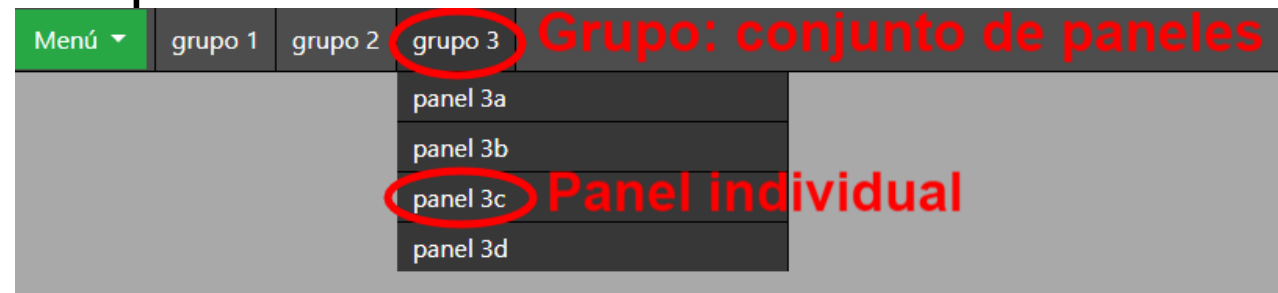 Menú grupo 1 grupo 2 grupo 3 Grupo: conjunto de paneles
panel 3a
panel 3b
panel 3c Panel individual
panel 3d